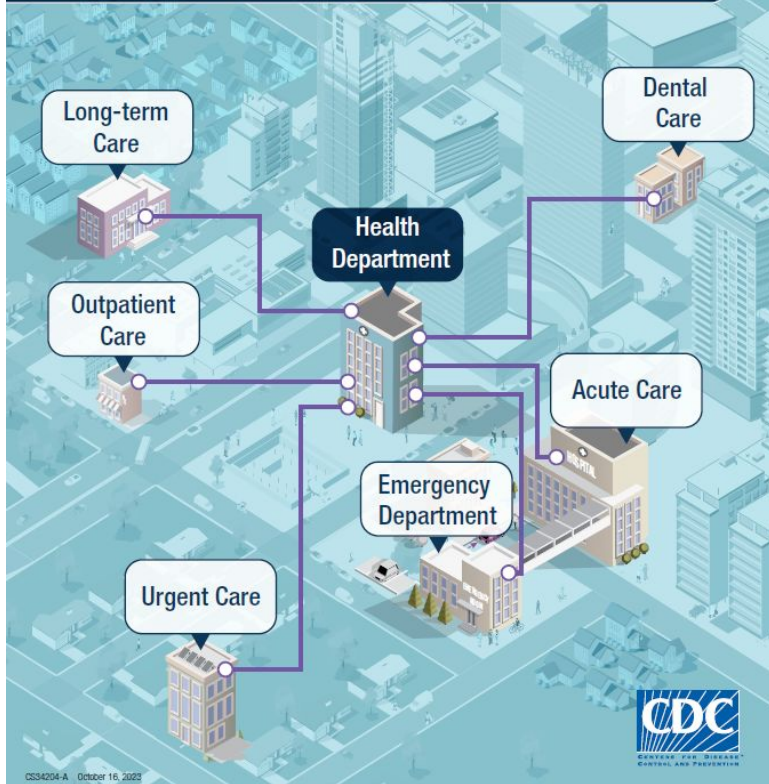 Long-term
Care
Dental
Care
Health
Department
Outpatient
Care
Acute Care
HOSPITAL
Emergency
Department
Urgent Care
CDC
CENTERS FOR DISEASE
CONTROL AND PREVENTION
CS34204-A October 16, 2023